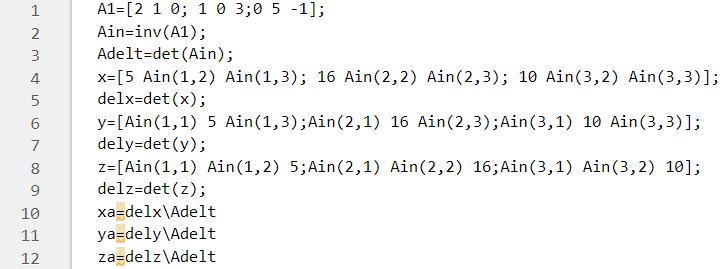 1 A1=[2 1 0; 1 0 3;0 5 -1];
2 Ain=inv(A1);
3 Adelt=det(Ain);
4 x=[5 Ain(1,2) Ain(1,3); 16 Ain(2,2) Ain(2,3); 10 Ain(3,2) Ain(3,3)];
5 delx=det(x);
6 y=[Ain(1,1) 5 Ain(1,3);Ain(2,1) 16 Ain(2,3);Ain(3,1) 10 Ain(3,3)];
7 dely=det(y);
8 z=[Ain(1,1) Ain(1,2) 5;Ain(2,1) Ain(2,2) 16;Ain(3,1) Ain(3,2) 10];
9 delz=det(z);
10 xa=delx\Adelt
11 ya=dely\Adelt
12 za=delz\Adelt